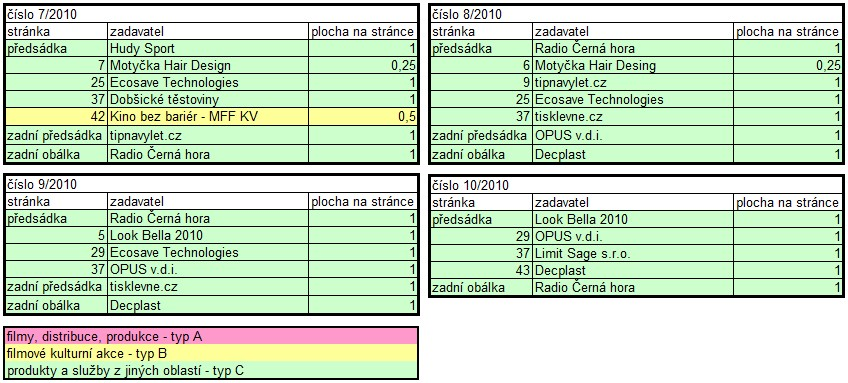 číslo 7/2010
stránka zadavatel plocha na stránce
předsádka Hudy Sport 1
7 Motyčka Hair Design 0,25
25 Ecosave Technologies 1
37 Dobšické těstoviny 1
42 Kino bez bariér - MFF KV 0,5
zadní předsádka tipnavylet.cz 1
zadní obálka Radio Černá hora 1
číslo 8/2010
stránka zadavatel plocha na stránce
předsádka Radio Černá hora 1
6 Motyčka Hair Desing 0,25
9 tipnavylet.cz 1
25 Ecosave Technologies 1
37 tisklevne.cz 1
zadní předsádka OPUS v.d.i. 1
zadní obálka Decplast 1
číslo 9/2010
stránka zadavatel plocha na stránce
předsádka Radio Černá hora 1
5 Look Bella 2010 1
29 Ecosave Technologies 1
37 OPUS v.d.i. 1
zadní předsádka tisklevne.cz 1
zadní obálka Decplast 1
číslo 10/2010
stránka zadavatel plocha na stránce
předsádka Look Bella 2010 1
29 OPUS v.d.i. 1
37 Limit Sage s.r.o. 1
43 Decplast 1
zadní obálka Radio Černá hora 1
filmy, distribuce, produkce - typ A
filmové kulturní akce - typ B
produkty a služby z jiných oblastí - typ C